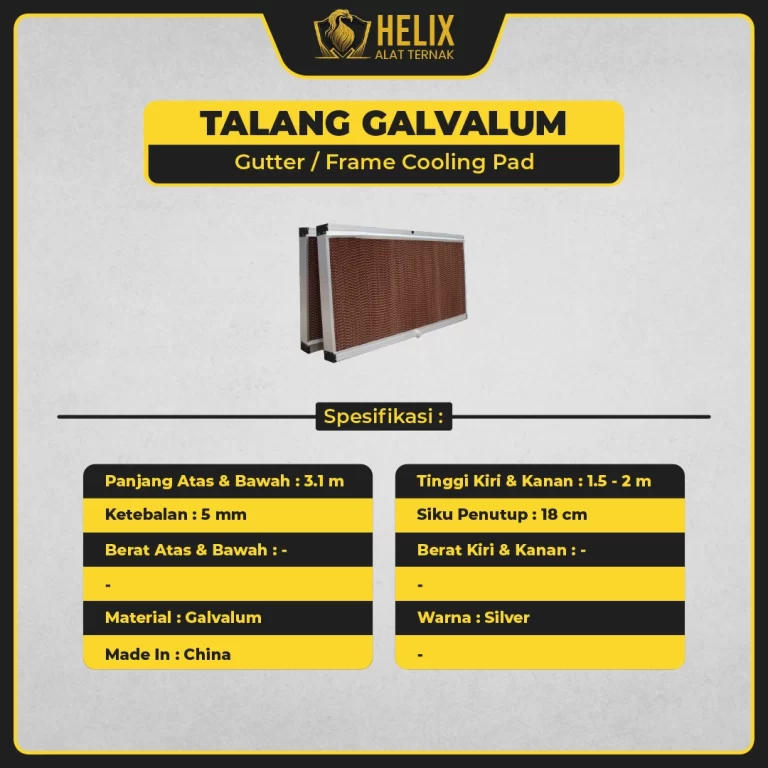 HELIX
ALAT TERNAK
TALANG GALVALUM
Gutter / Frame Cooling Pad
Spesifikasi :
Panjang Atas & Bawah : 3.1 m
Ketebalan : 5 mm
Berat Atas & Bawah : -
-
Material : Galvalum
Made In : China
Tinggi Kiri & Kanan : 1.5 - 2 m
Siku Penutup : 18 cm
Berat Kiri & Kanan : -
-
Warna : Silver
-